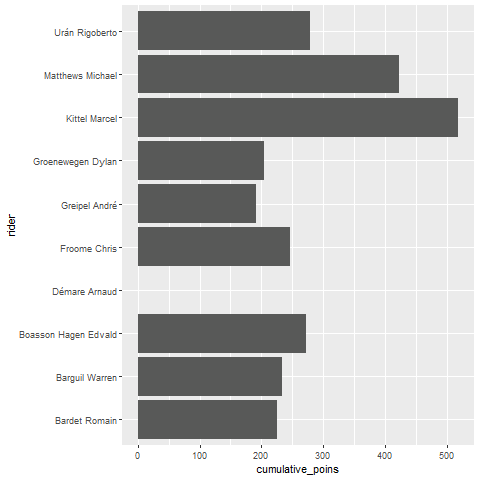 Urán Rigoberto
Matthews Michael
Kittel Marcel
Groenewegen Dylan
Greipel André
Froome Chris
Démare Arnaud
Boasson Hagen Edvald
Barguil Warren
Bardet Romain
rider
0 100 200 300 400 500
cumulative_poins